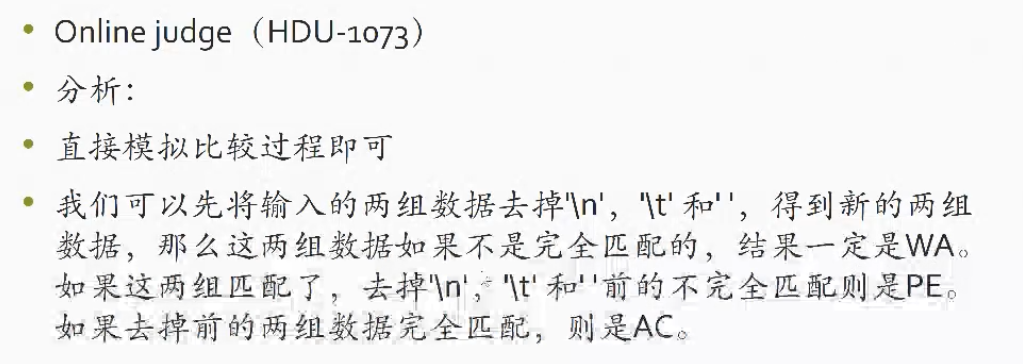 Online judge（HDU-1073）
分析：
直接模拟比较过程即可
我们可以先将输入的两组数据去掉'\n'，'\t' 和' '，得到新的两组
数据，那么这两组数据如果不是完全匹配的，结果一定是WA。
如果这两组匹配了，去掉'\n'，'\t' 和' '前的不完全匹配则是PE。
如果去掉前的两组数据完全匹配，则是AC。